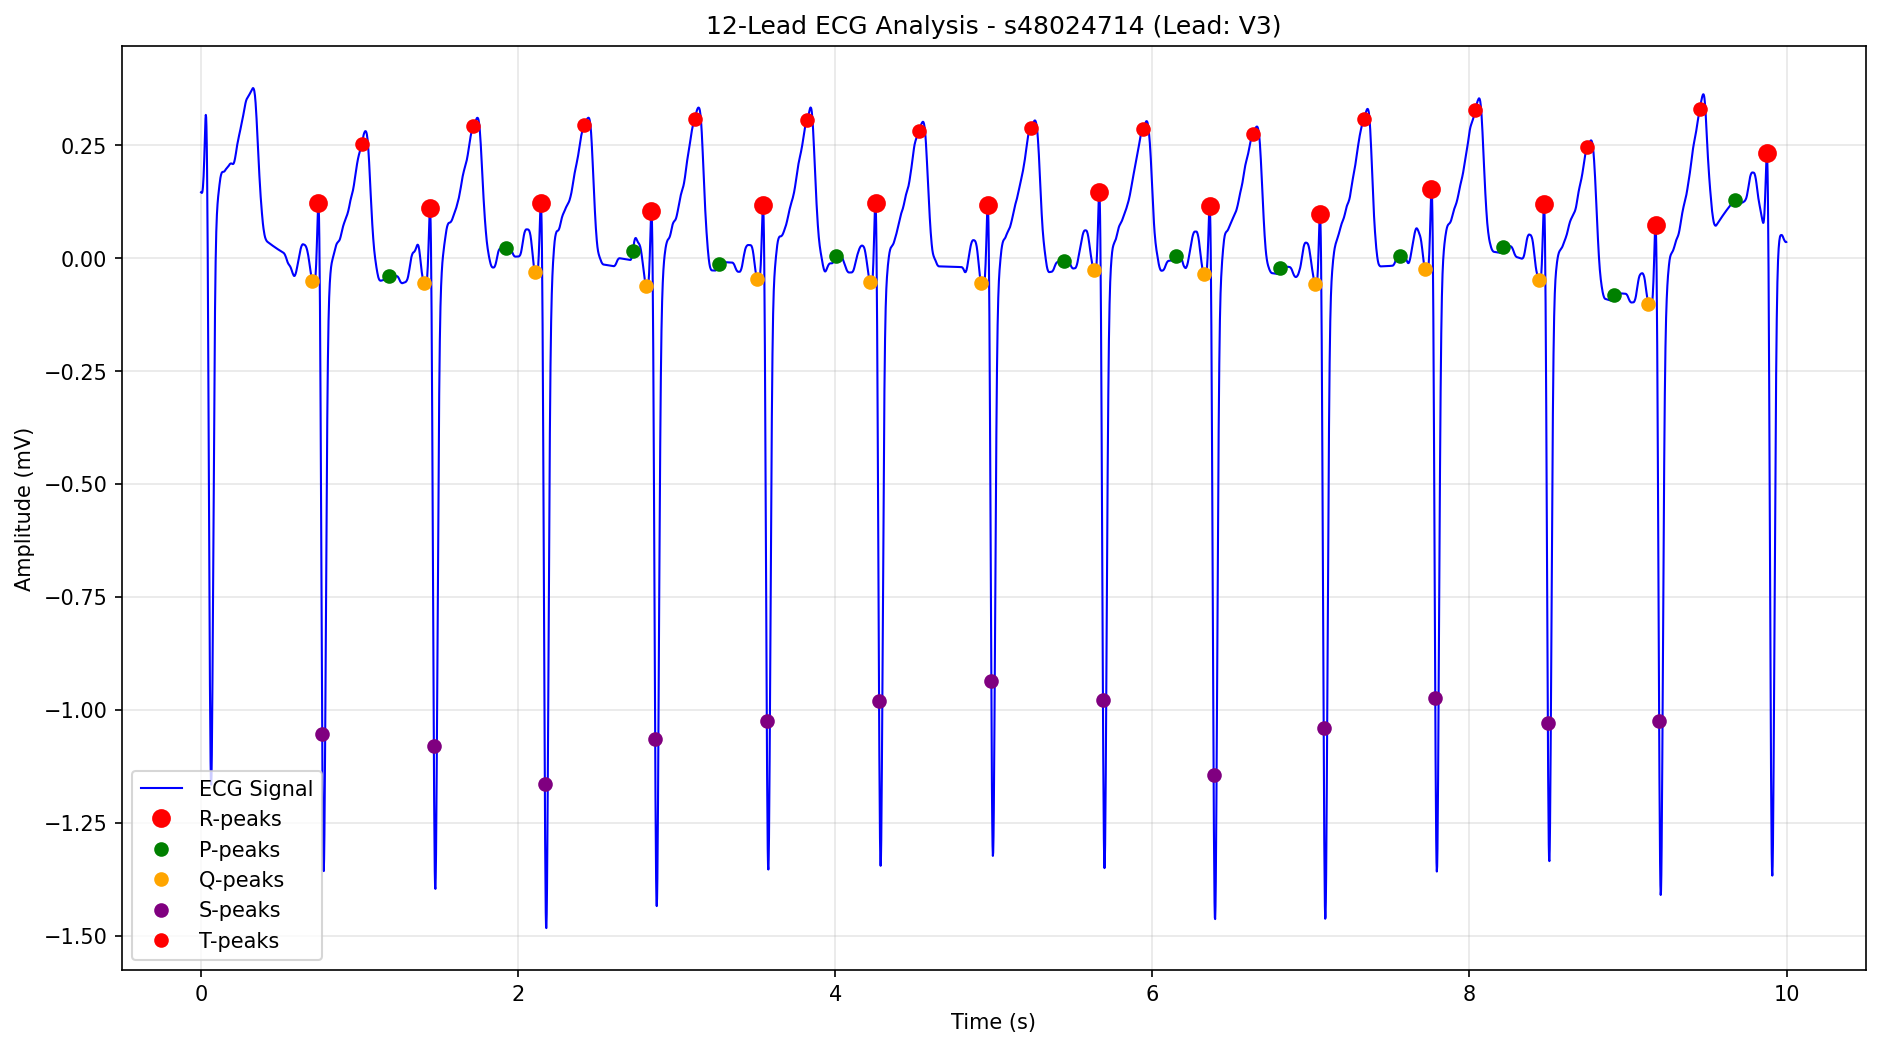 12-Lead ECG Analysis - s48024714 (Lead: V3)
Amplitude (mV)
0.25
0.00
−0.25
−0.50
−0.75
−1.00
−1.25
−1.50
ECG Signal
R-peaks
P-peaks
Q-peaks
S-peaks
T-peaks
0 2 4 6 8 10
Time (s)